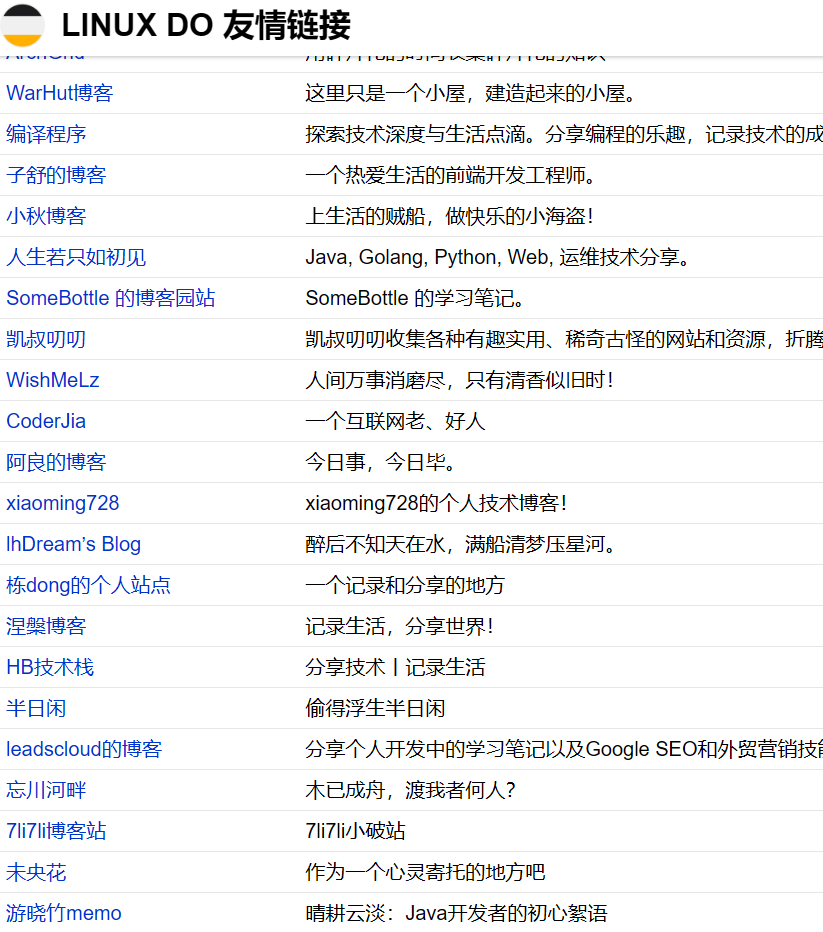 LINUX DO 友情链接
WarHut博客 这里只是一个小屋，建造起来的小屋。
编译程序 探索技术深度与生活点滴。分享编程的乐趣，记录技术的成
子舒的博客 一个热爱生活的前端开发工程师。
小秋博客 上生活的贼船，做快乐的小海盗！
人生若只如初见 Java, Golang, Python, Web, 运维技术分享。
SomeBottle 的博客园站 SomeBottle 的学习笔记。
凯叔叨叨 凯叔叨叨收集各种有趣实用、稀奇古怪的网站和资源，折腾
WishMeLz 人间万事消磨尽，只有清香似旧时！
CoderJia 一个互联网老、好人
阿良的博客 今日事，今日毕。
xiaoming728 xiaoming728的个人技术博客！
lhDream's Blog 醉后不知天在水，满船清梦压星河。
栋dong的个人站点 一个记录和分享的地方
涅槃博客 记录生活，分享世界！
HB技术栈 分享技术丨记录生活
半日闲 偷得浮生半日闲
leadscloud的博客 分享个人开发中的学习笔记以及Google SEO和外贸营销技
忘川河畔 木已成舟，渡我者何人？
7li7li博客站 7li7li小破站
未央花 作为一个心灵寄托的地方吧
游晓竹memo 晴耕云淡：Java开发者的初心絮语